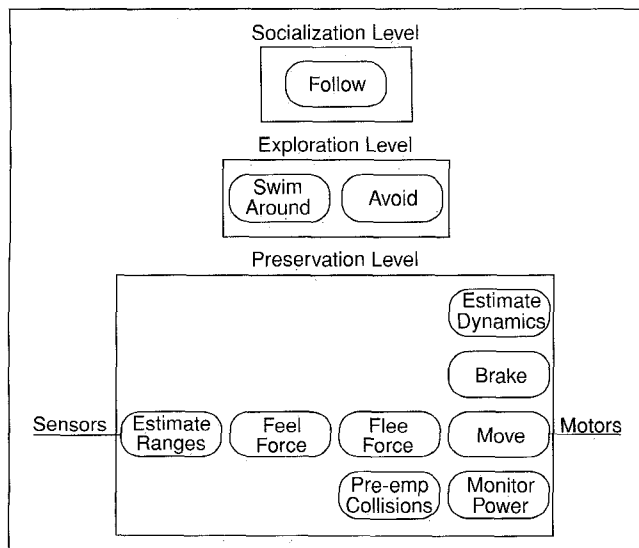 Socialization Level
Follow
Exploration Level
Swim
Around
Avoid
Preservation Level
Estimate
Dynamics
Brake
Sensors
Estimate
Ranges
Feel
Force
Flee
Force
Move
Motors
Pre-emp
Collisions
Monitor
Power